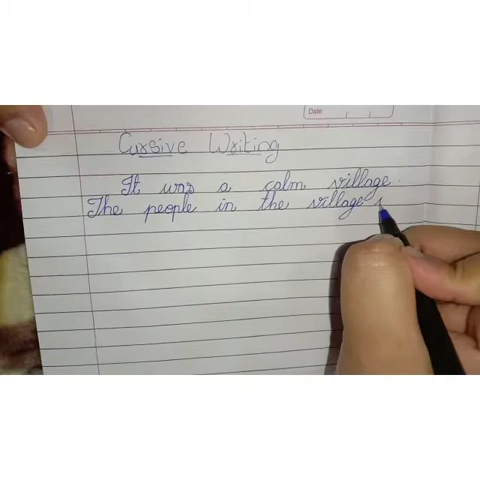 Date
Cursive Writing
It was a calm village.
The people in the village